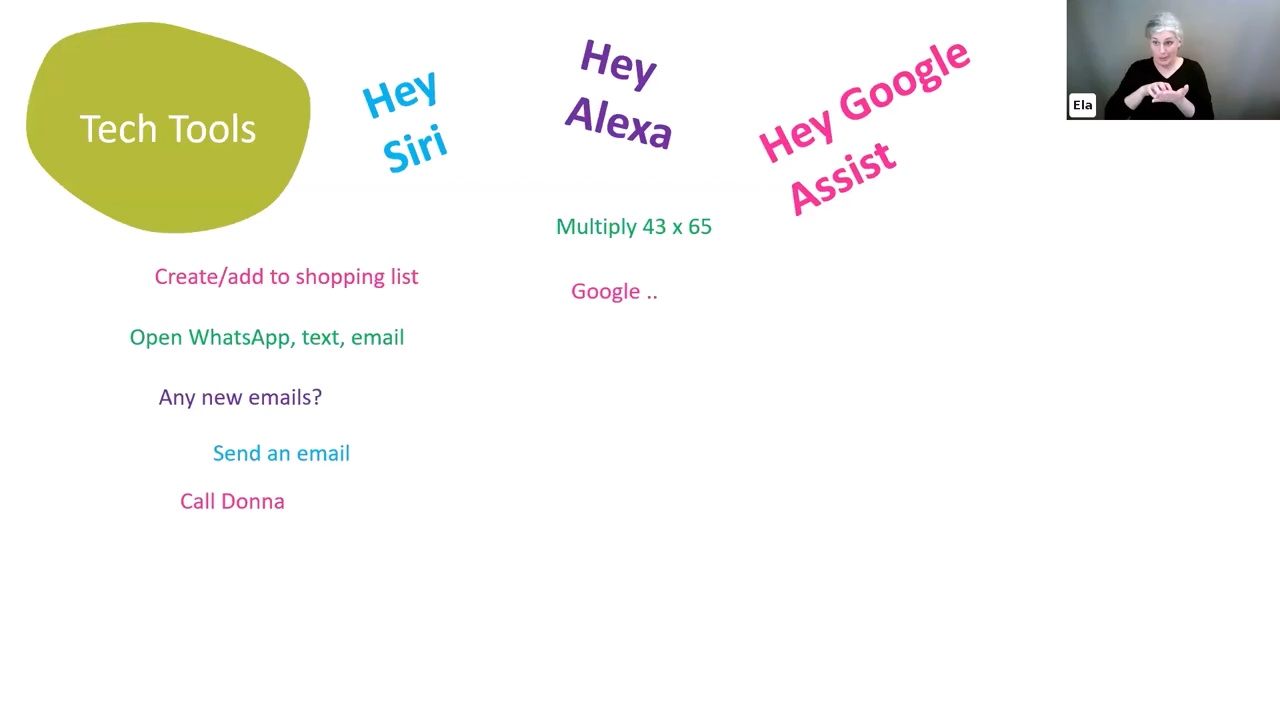 Tech Tools
Hey
Siri
Hey
Alexa
Hey Google
Assist
Ela
Multiply 43 x 65
Create/add to shopping list
Google ..
Open WhatsApp, text, email
Any new emails?
Send an email
Call Donna